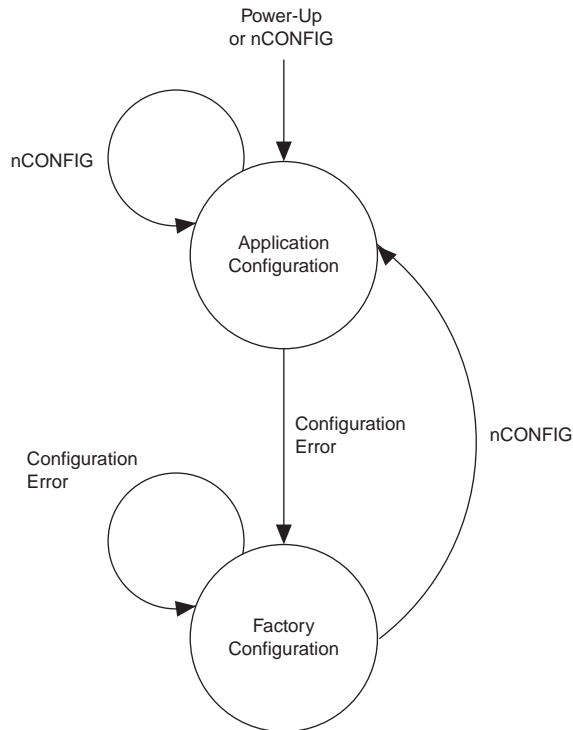 Power-Up
or nCONFIG
nCONFIG
Application
Configuration
Configuration
Error
nCONFIG
Configuration
Error
Factory
Configuration